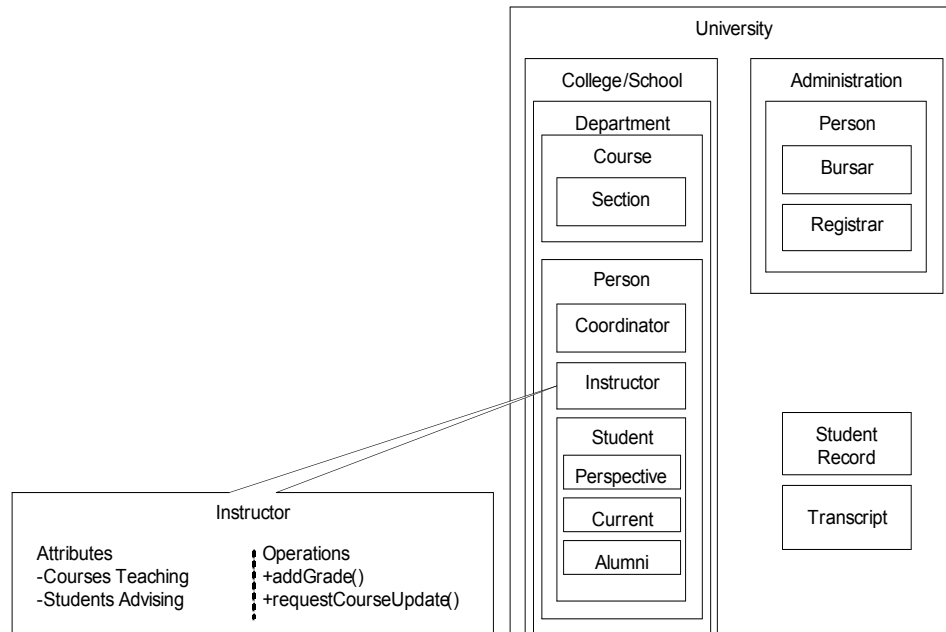 University
College/School
Department
Course
Section
Person
Coordinator
Instructor
Student
Perspective
Current
Alumni
Administration
Person
Bursar
Registrar
Student
Record
Transcript
Instructor
Attributes
-Courses Teaching
-Students Advising
Operations
+addGrade()
+requestCourseUpdate()